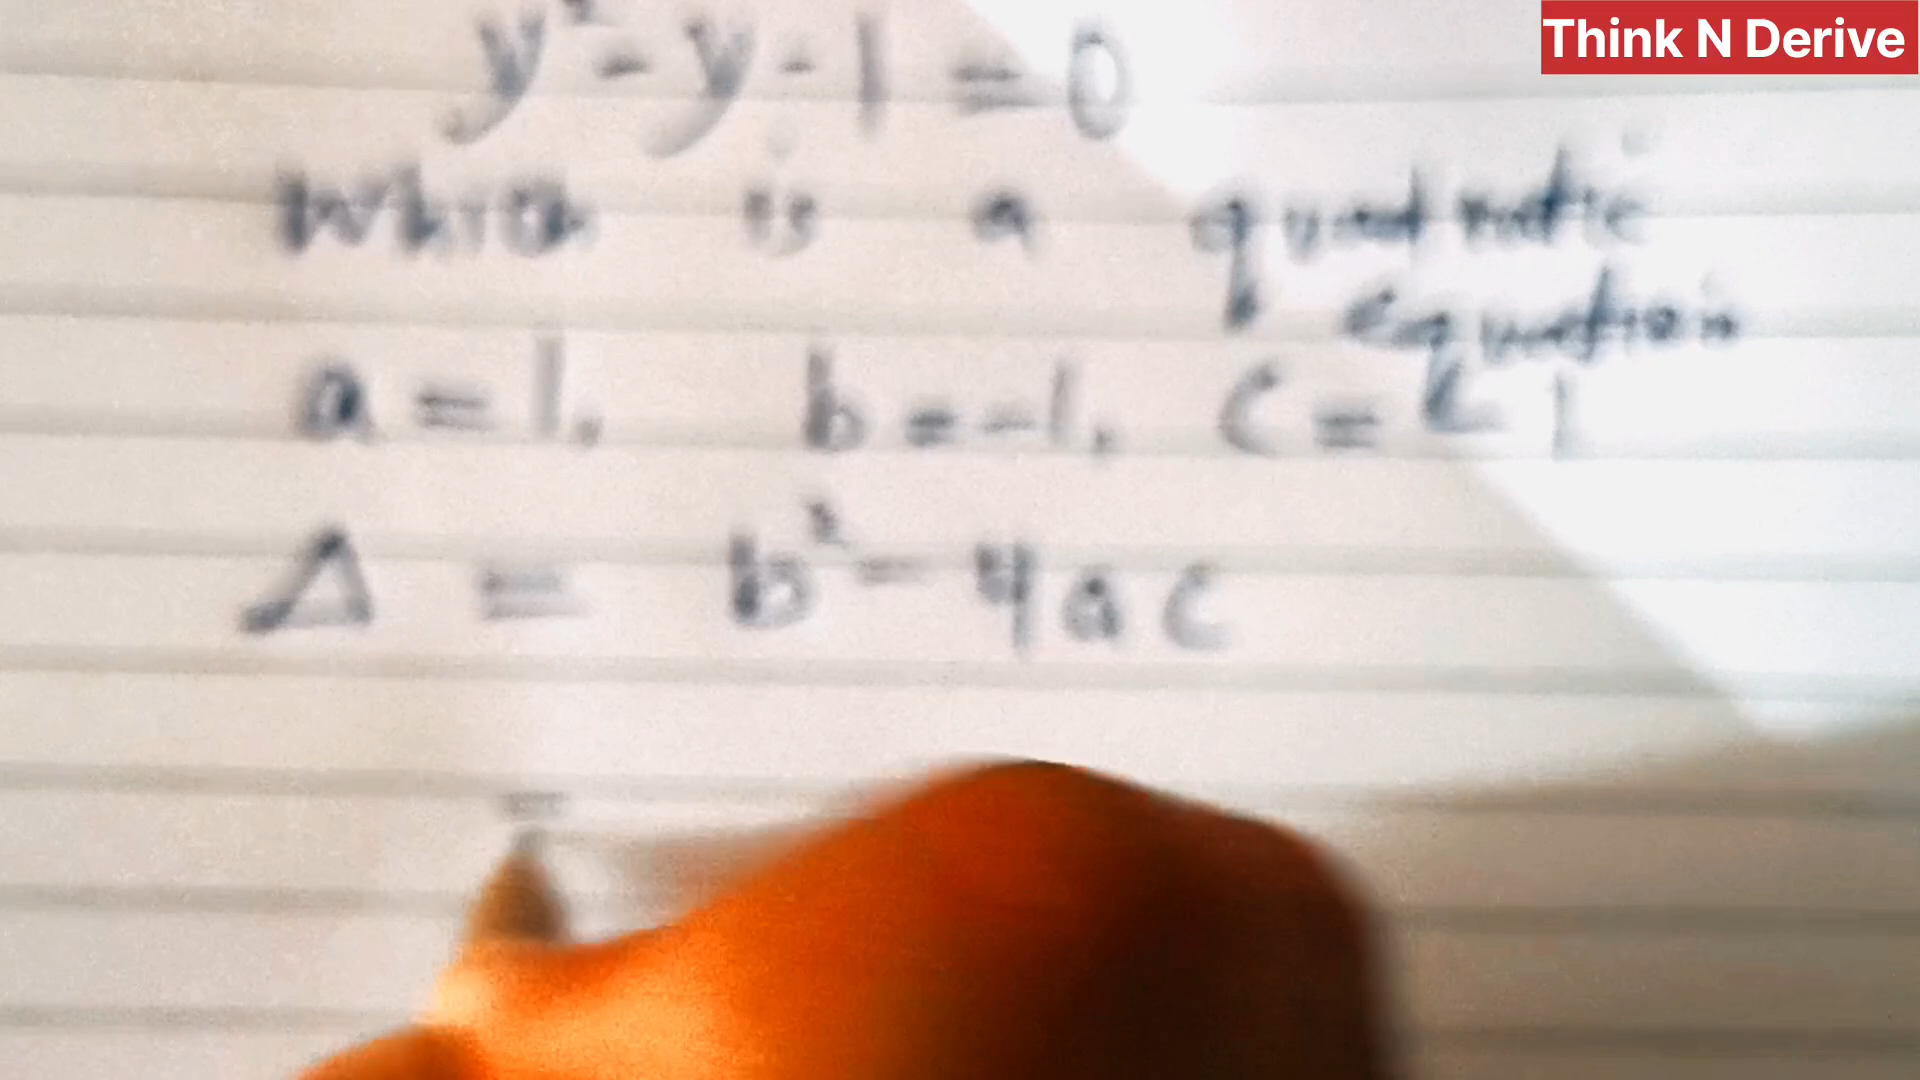 Think N Derive
y² - y - 1 = 0
which is a quadratic
equation
a = 1, b = -1, c = - 1
Δ = b² - 4ac
=